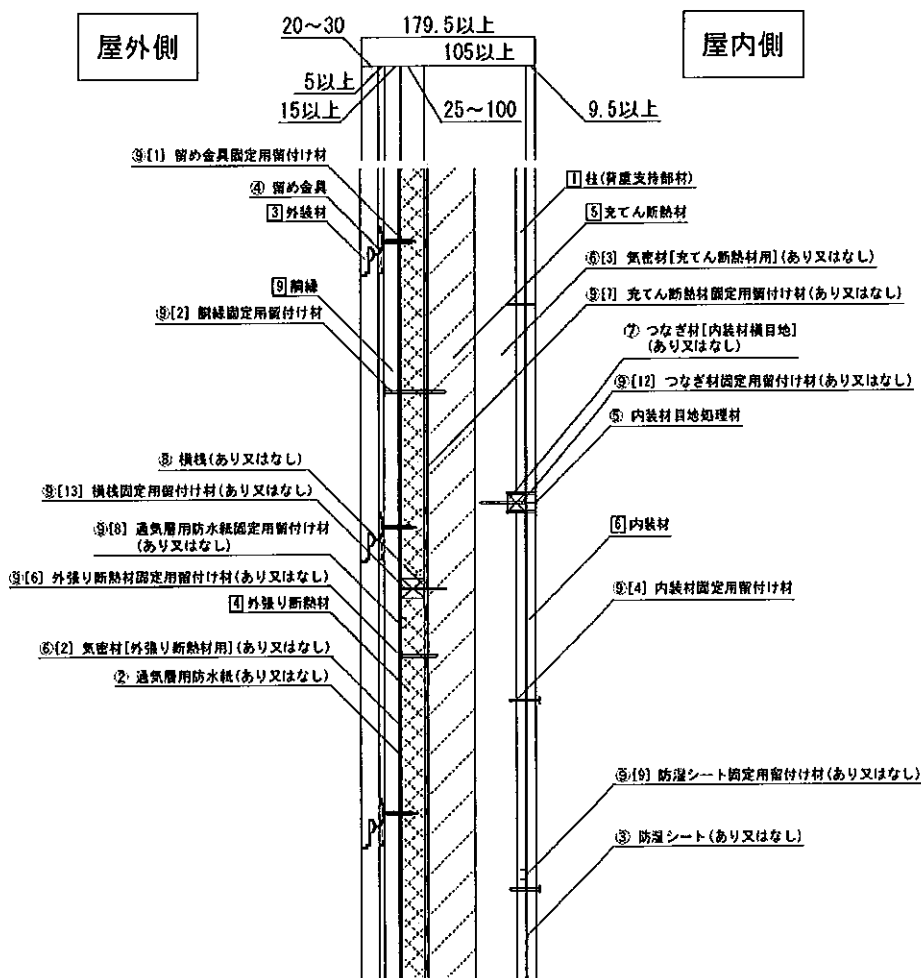 屋外側
屋内側
179.5以上
20～30
105以上
5以上
15以上
25～100
9.5以上
⑨[1] 留め金具固定用留付け材
④ 留め金具
3 外装材
9 胴縁
⑨[2] 胴縁固定用留付け材
⑧ 横桟(あり又はなし)
⑨[13] 横桟固定用留付け材(あり又はなし)
⑨[8] 通気層用防水紙固定用留付け材
(あり又はなし)
⑨[6] 外張り断熱材固定用留付け材(あり又はなし)
4 外張り断熱材
⑥[2] 気密材[外張り断熱材用](あり又はなし)
② 通気層用防水紙(あり又はなし)
1 柱(荷重支持部材)
5 充てん断熱材
⑥[3] 気密材[充てん断熱材用](あり又はなし)
⑨[7] 充てん断熱材固定用留付け材(あり又はなし)
⑦ つなぎ材[内装材横目地]
(あり又はなし)
⑨[12] つなぎ材固定用留付け材(あり又はなし)
⑤ 内装材目地処理材
6 内装材
⑨[4] 内装材固定用留付け材
⑨[9] 防湿シート固定用留付け材(あり又はなし)
③ 防湿シート(あり又はなし)